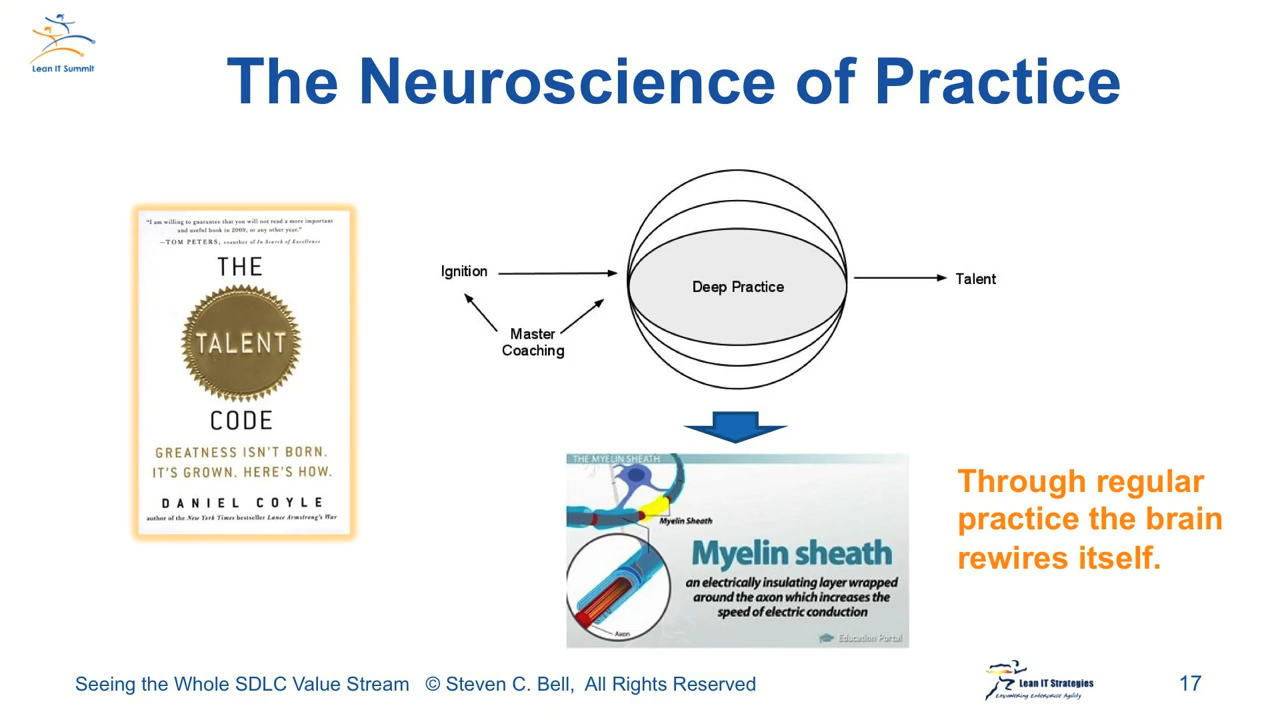 Lean IT Summit
The Neuroscience of Practice
"I am willing to guarantee that you will not read a more important
and useful book in 2009, or any other year."
—TOM PETERS, coauthor of In Search of Excellence
THE
TALENT
CODE
GREATNESS ISN'T BORN.
IT'S GROWN. HERE'S HOW.
DANIEL COYLE
author of the New York Times bestseller Lance Armstrong's War
Ignition
Master
Coaching
Deep Practice
Talent
THE MYELIN SHEATH
Myelin Sheath
Myelin sheath
an electrically insulating layer wrapped
around the axon which increases the
speed of electric conduction
Axon
Education Portal
Through regular
practice the brain
rewires itself.
Seeing the Whole SDLC Value Stream © Steven C. Bell, All Rights Reserved
Lean IT Strategies
Empowering Enterprise Agility
17